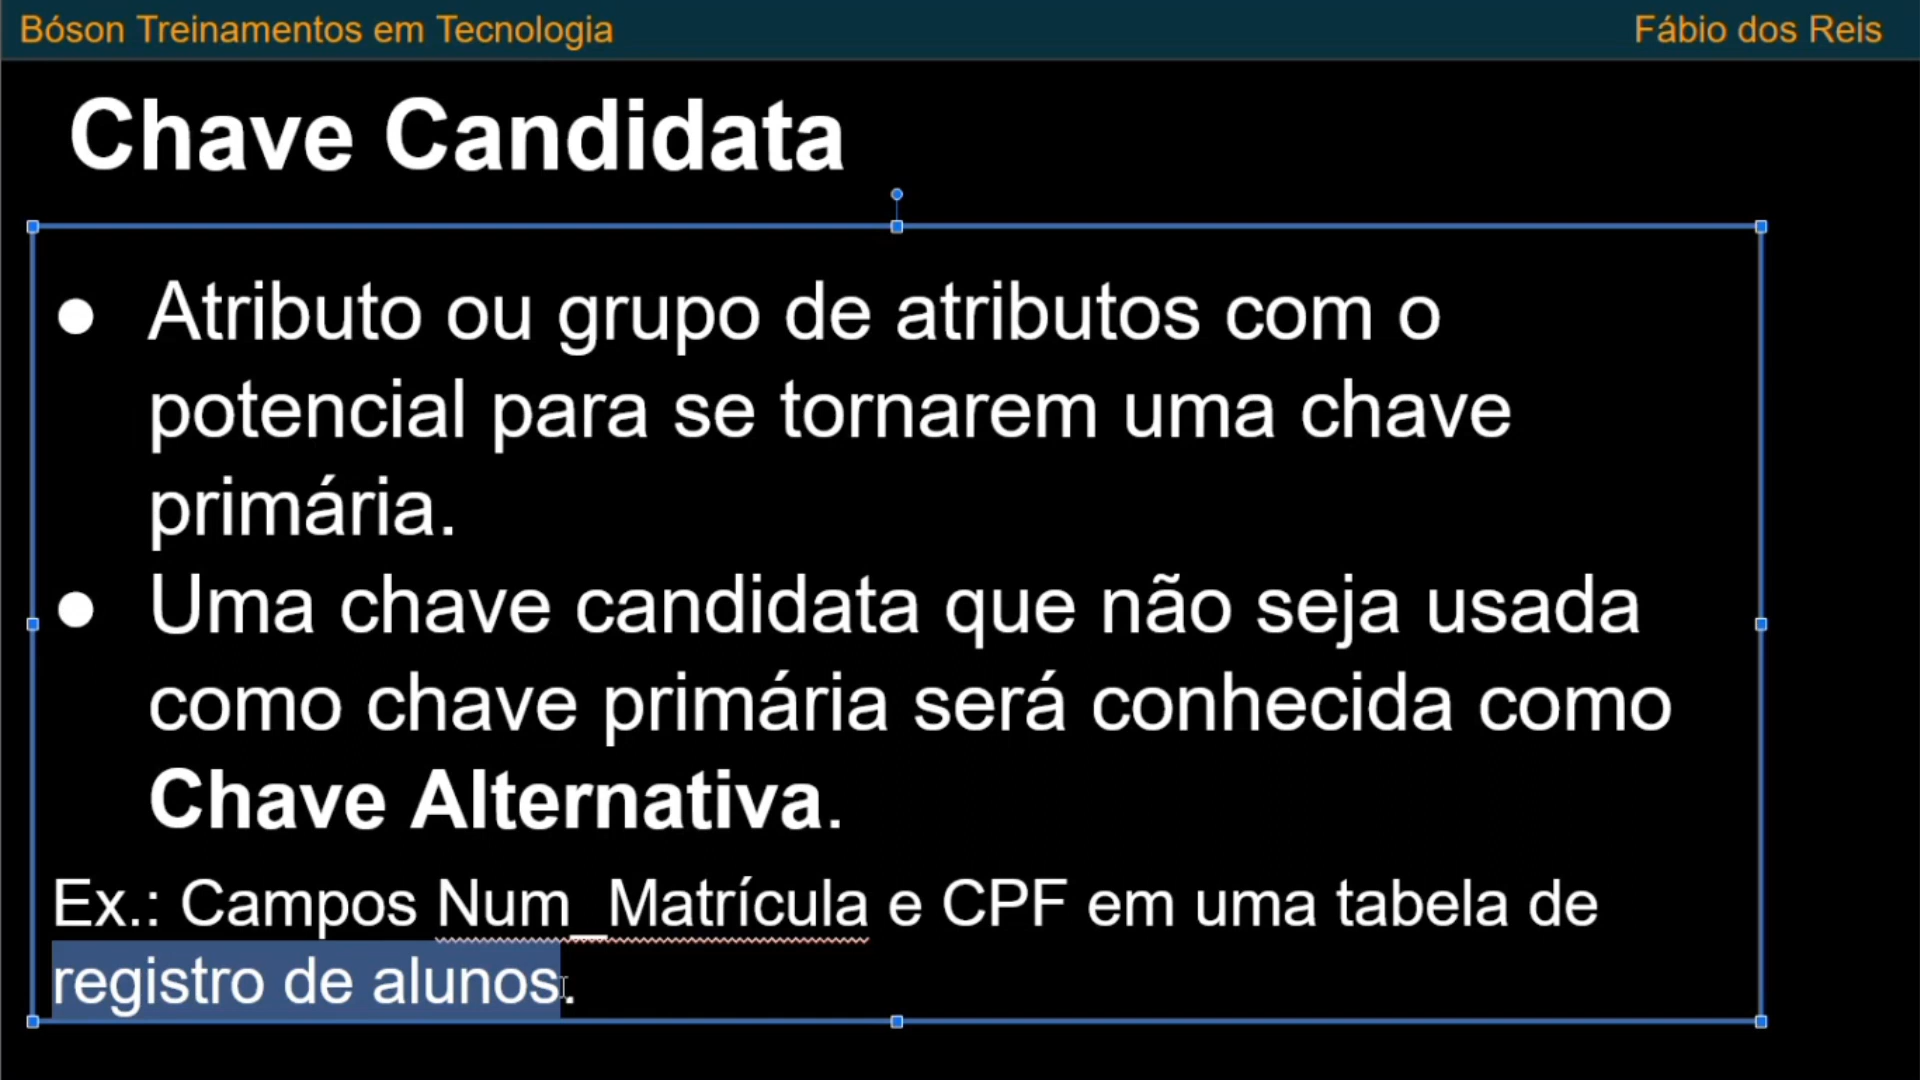 Bóson Treinamentos em Tecnologia
Fábio dos Reis
Chave Candidata
● Atributo ou grupo de atributos com o
potencial para se tornarem uma chave
primária.
● Uma chave candidata que não seja usada
como chave primária será conhecida como
Chave Alternativa.
Ex.: Campos Num_Matrícula e CPF em uma tabela de
registro de alunos.